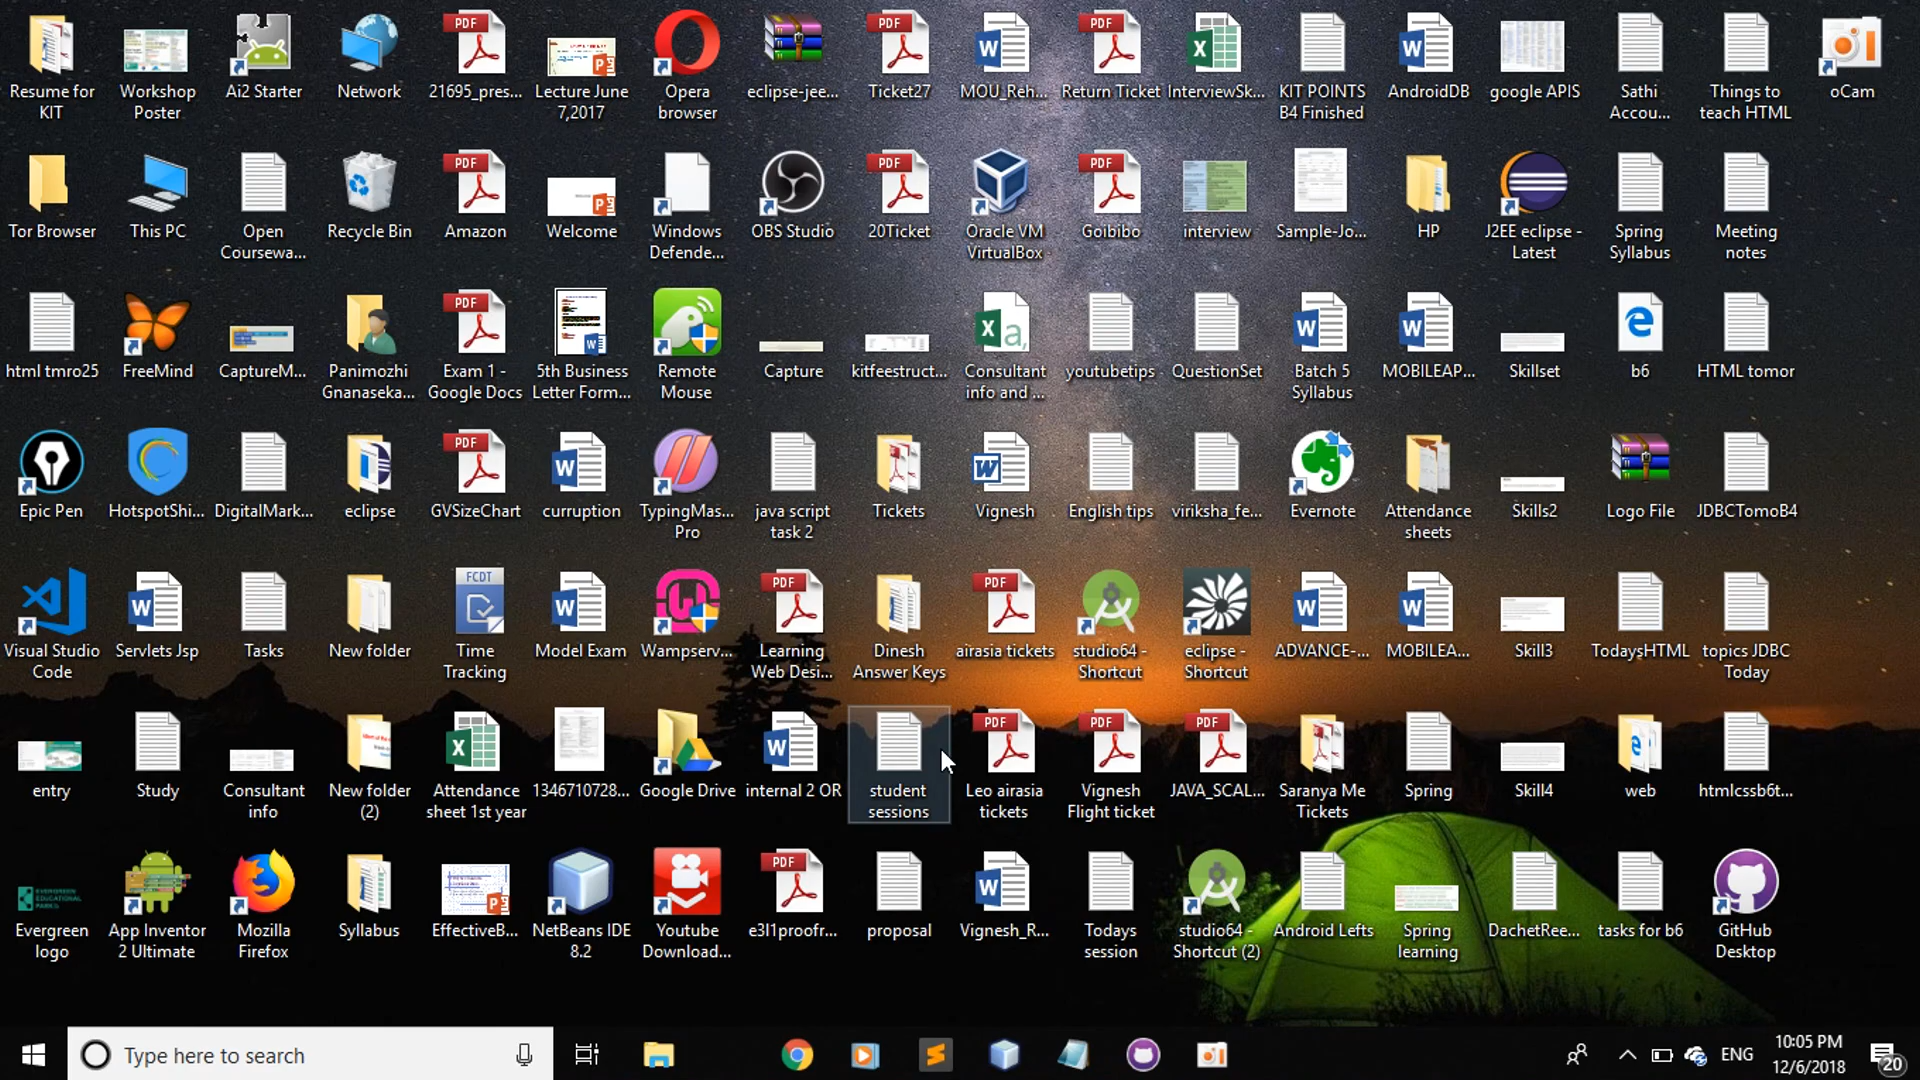 Resume for
KIT
Workshop
Poster
Ai2 Starter
Network
21695_pres...
Lecture June
7,2017
Opera
browser
eclipse-jee...
Ticket27
MOU_Reh...
Return Ticket
InterviewSk...
KIT POINTS
B4 Finished
AndroidDB
google APIS
Sathi
Accou...
Things to
teach HTML
oCam
Tor Browser
This PC
Open
Coursewa...
Recycle Bin
Amazon
Welcome
Windows
Defende...
OBS Studio
20Ticket
Oracle VM
VirtualBox
Goibibo
interview
Sample-Jo...
HP
J2EE eclipse -
Latest
Spring
Syllabus
Meeting
notes
html tmro25
FreeMind
CaptureM...
Panimozhi
Gnanaseka...
Exam 1 -
Google Docs
5th Business
Letter Form...
Remote
Mouse
Capture
kitfeestruct...
Consultant
info and ...
youtubetips
QuestionSet
Batch 5
Syllabus
MOBILEAP...
Skillset
b6
HTML tomor
Epic Pen
HotspotShi...
DigitalMark...
eclipse
GVSizeChart
curruption
TypingMas...
Pro
java script
task 2
Tickets
Vignesh
English tips
viriksha_fe...
Evernote
Attendance
sheets
Skills2
Logo File
JDBCTomoB4
Visual Studio
Code
Servlets Jsp
Tasks
New folder
FCDT
Time
Tracking
Model Exam
Wampserv...
Learning
Web Desi...
Dinesh
Answer Keys
airasia tickets
studio64 -
Shortcut
eclipse -
Shortcut
ADVANCE-...
MOBILEA...
Skill3
TodaysHTML
topics JDBC
Today
entry
Study
Consultant
info
New folder
(2)
Attendance
sheet 1st year
1346710728...
Google Drive
internal 2 OR
student
sessions
Leo airasia
tickets
Vignesh
Flight ticket
JAVA_SCAL...
Saranya Me
Tickets
Spring
Skill4
web
htmlcssb6t...
Evergreen
logo
App Inventor
2 Ultimate
Mozilla
Firefox
Syllabus
EffectiveB...
NetBeans IDE
8.2
Youtube
Download...
e3l1proofr...
proposal
Vignesh_R...
Todays
session
studio64 -
Shortcut (2)
Android Lefts
Spring
learning
DachetRee...
tasks for b6
GitHub
Desktop
Type here to search
ENG
10:05 PM
12/6/2018
20